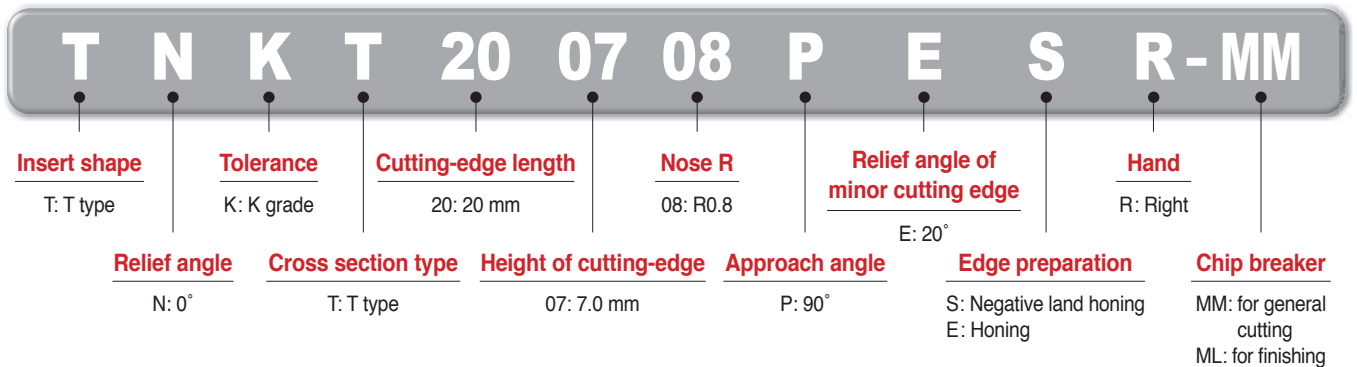 T N K T 20 07 08 P E S R - MM
Insert shape
T: T type
Tolerance
K: K grade
Cutting-edge length
20: 20 mm
Nose R
08: R0.8
Relief angle of
minor cutting edge
E: 20°
Hand
R: Right
Relief angle
N: 0°
Cross section type
T: T type
Height of cutting-edge
07: 7.0 mm
Approach angle
P: 90°
Edge preparation
S: Negative land honing
E: Honing
Chip breaker
MM: for general
cutting
ML: for finishing